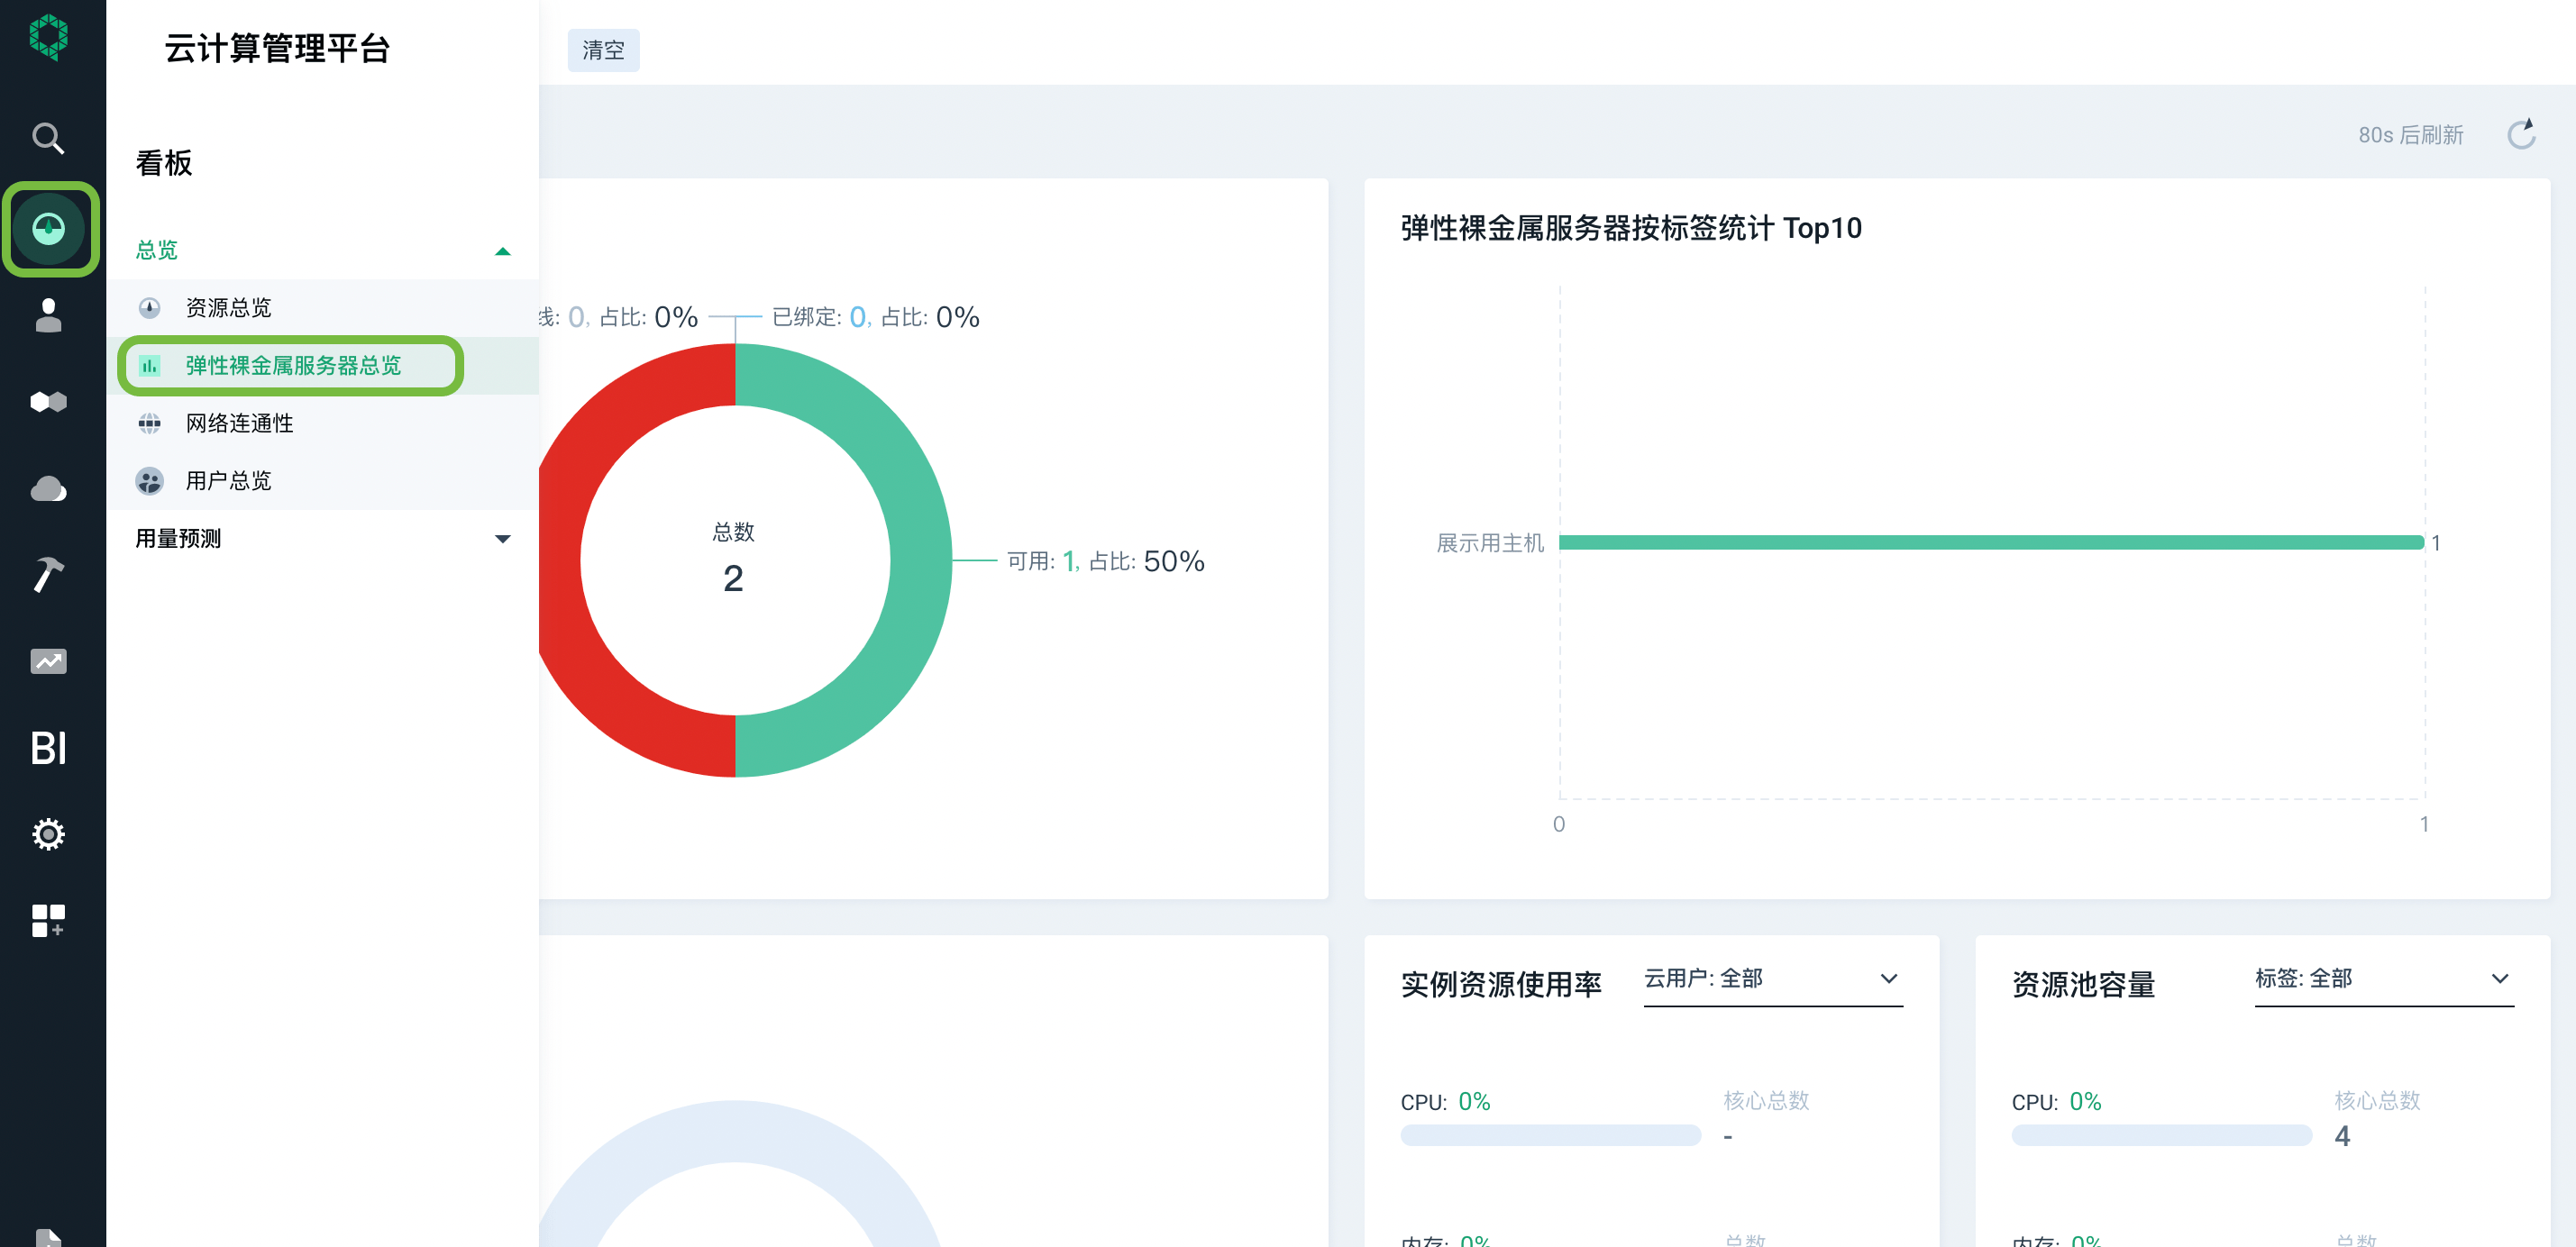 云计算管理平台
清空
80s 后刷新
看板
总览
资源总览
弹性裸金属服务器总览
网络连通性
用户总览
用量预测
BI
线: 0, 占比: 0%
已绑定: 0, 占比: 0%
总数
2
可用: 1, 占比: 50%
弹性裸金属服务器按标签统计 Top10
展示用主机
1
0
1
实例资源使用率
云用户: 全部
CPU: 0%
核心总数
-
内存: 0%
总数
资源池容量
标签: 全部
CPU: 0%
核心总数
4
内存: 0%
总数